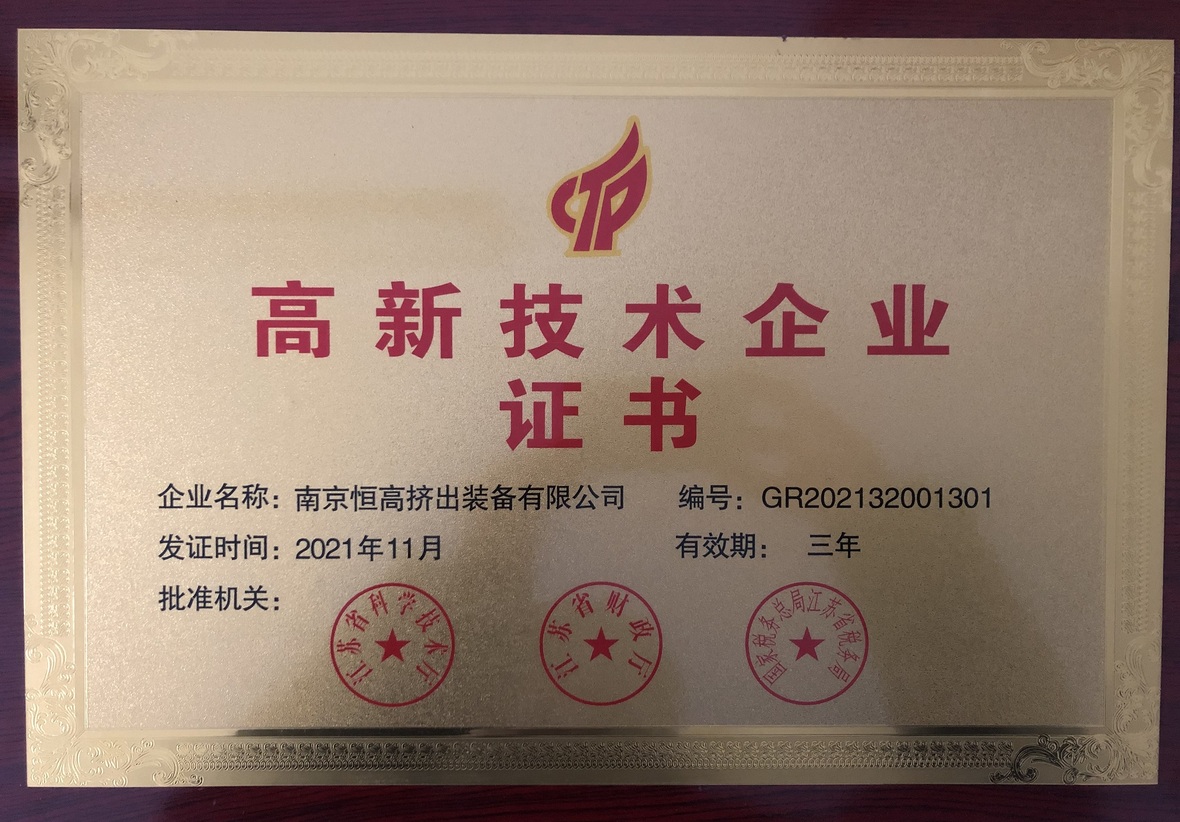 CTP
高新技术企业
证书
企业名称：南京恒高挤出装备有限公司 编号：GR202132001301
发证时间：2021年11月 有效期： 三年
批准机关：
江苏省科学技术厅
江苏省财政厅
国家税务总局江苏省税务局